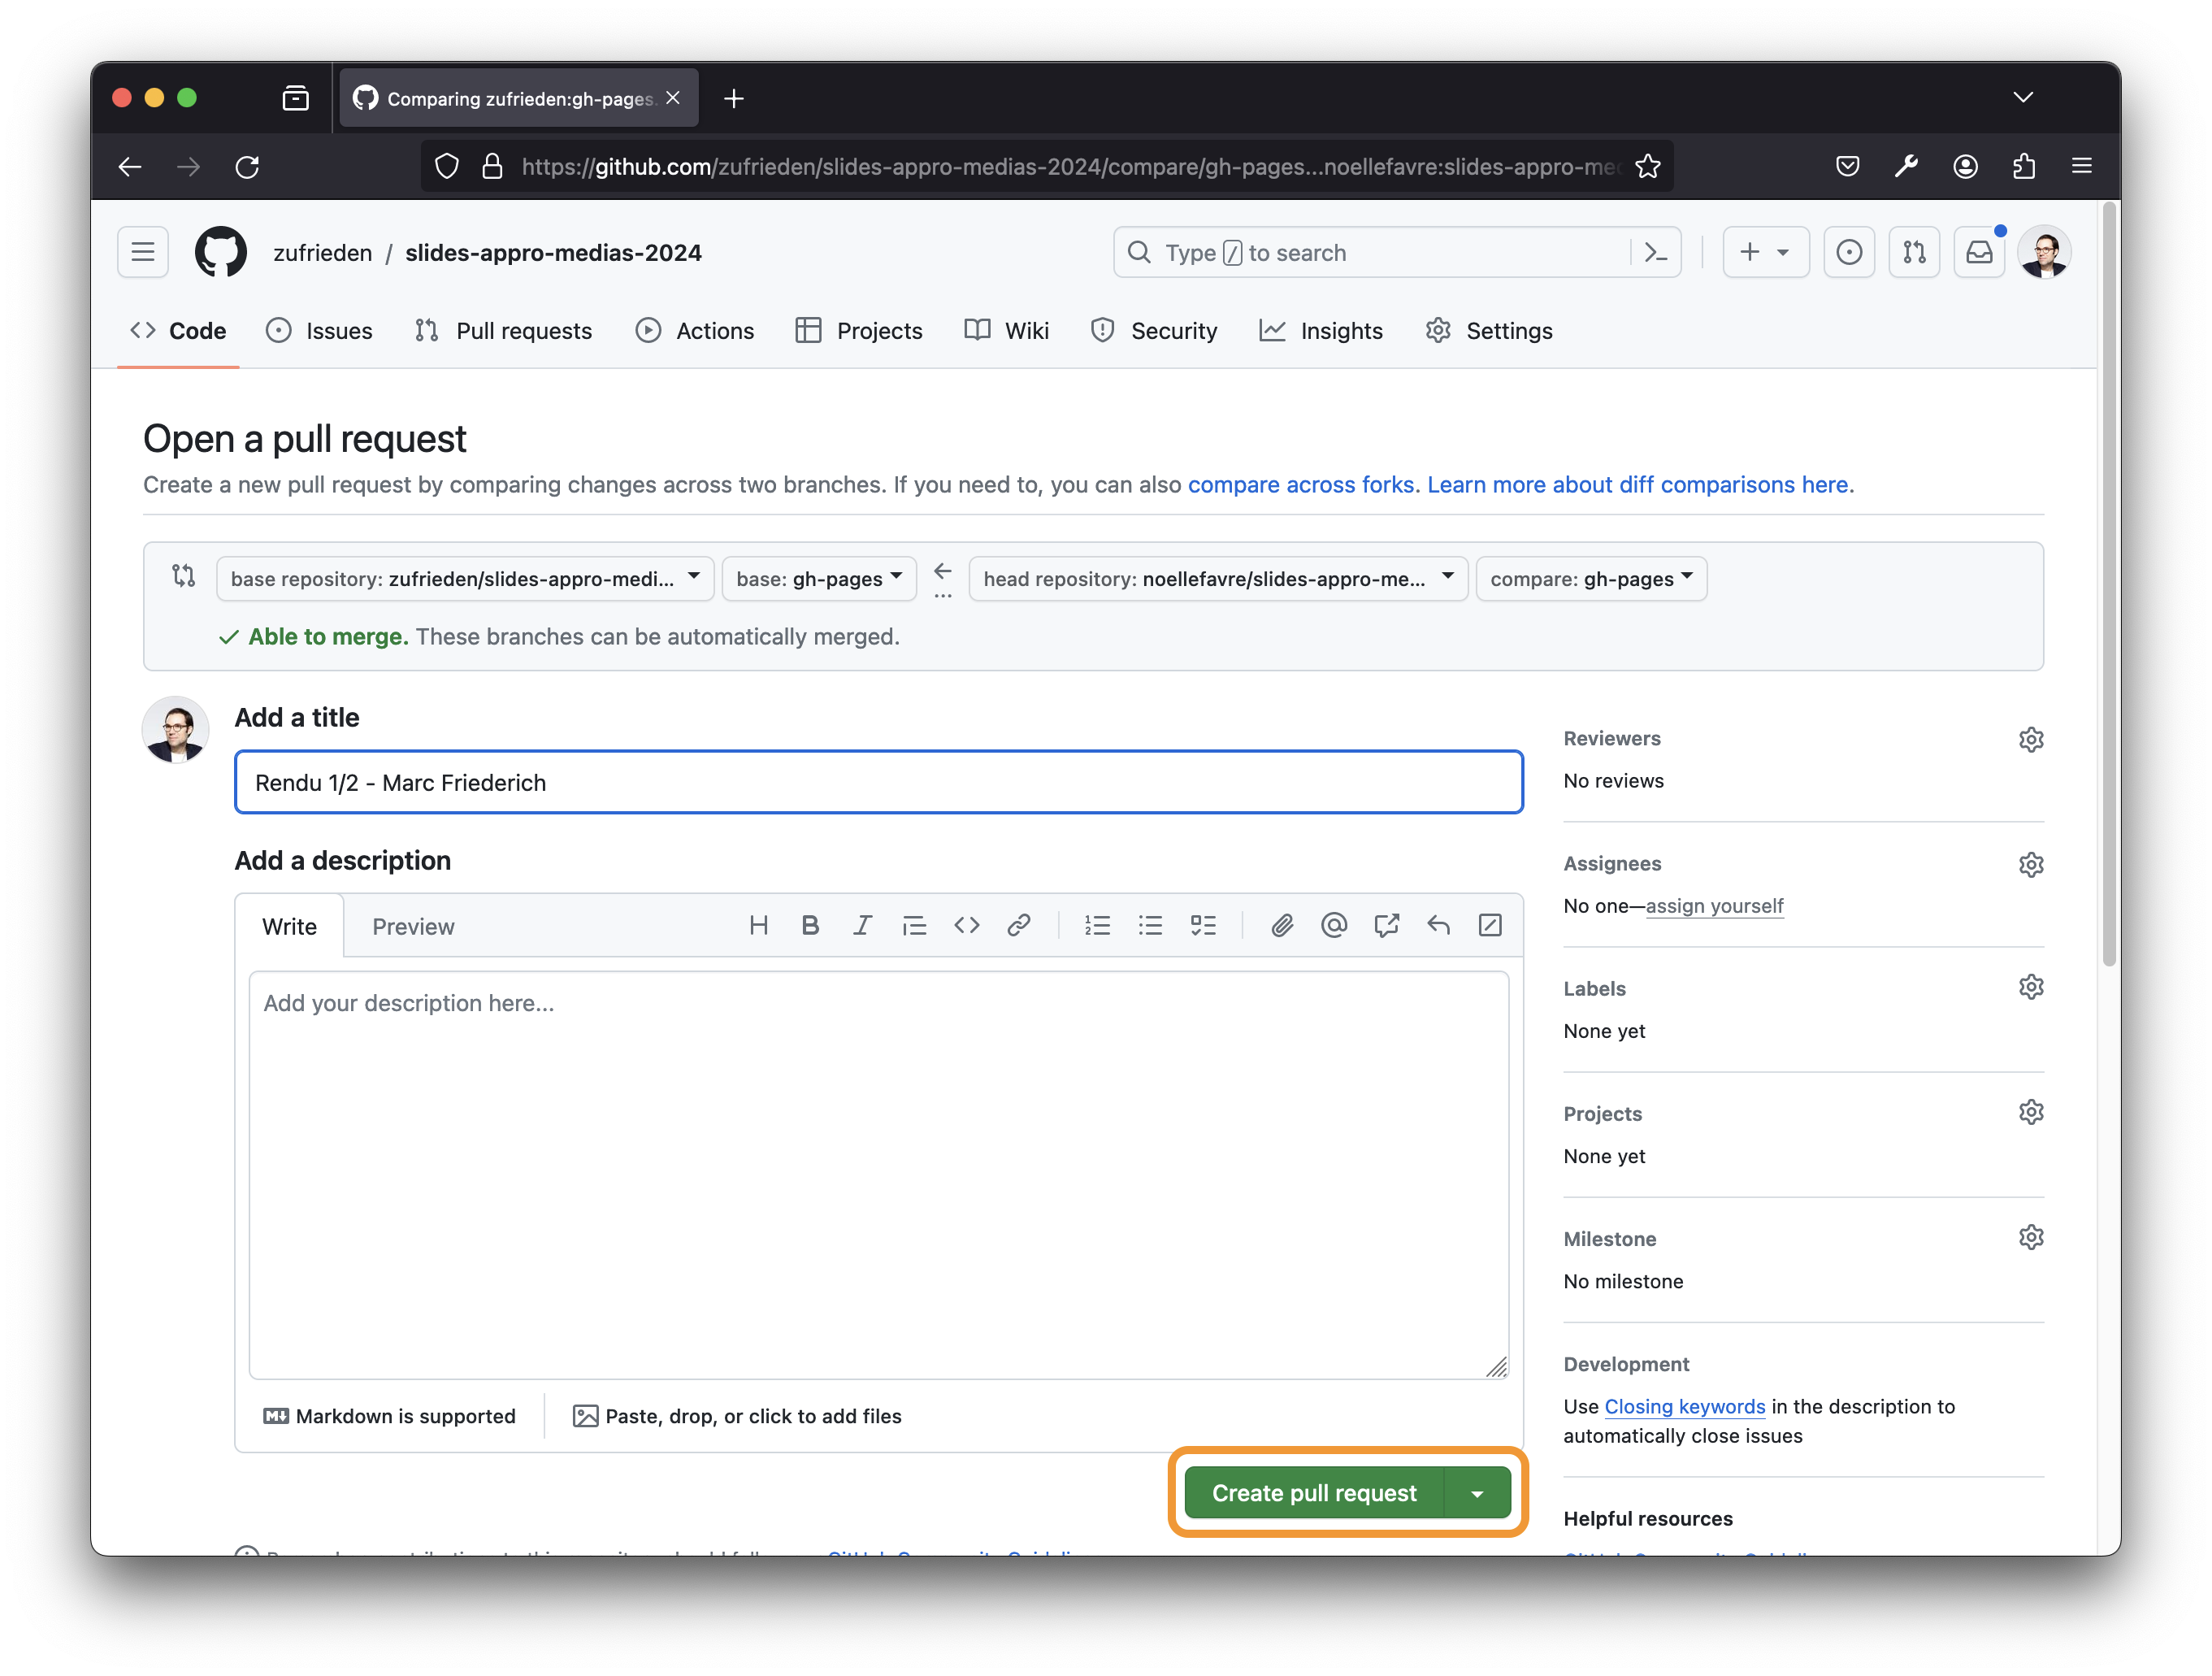 Comparing zufrieden:gh-pages.
https://github.com/zufrieden/slides-appro-medias-2024/compare/gh-pages...noellefavre:slides-appro-me
zufrieden / slides-appro-medias-2024
Type / to search
Code Issues Pull requests Actions Projects Wiki Security Insights Settings
Open a pull request
Create a new pull request by comparing changes across two branches. If you need to, you can also compare across forks. Learn more about diff comparisons here.
base repository: zufrieden/slides-appro-medi... base: gh-pages ... head repository: noellefavre/slides-appro-me... compare: gh-pages
Able to merge. These branches can be automatically merged.
Add a title
Rendu 1/2 - Marc Friederich
Add a description
Write Preview
Add your description here...
Markdown is supported
Paste, drop, or click to add files
Create pull request
Reviewers
No reviews
Assignees
No one—assign yourself
Labels
None yet
Projects
None yet
Milestone
No milestone
Development
Use Closing keywords in the description to
automatically close issues
Helpful resources